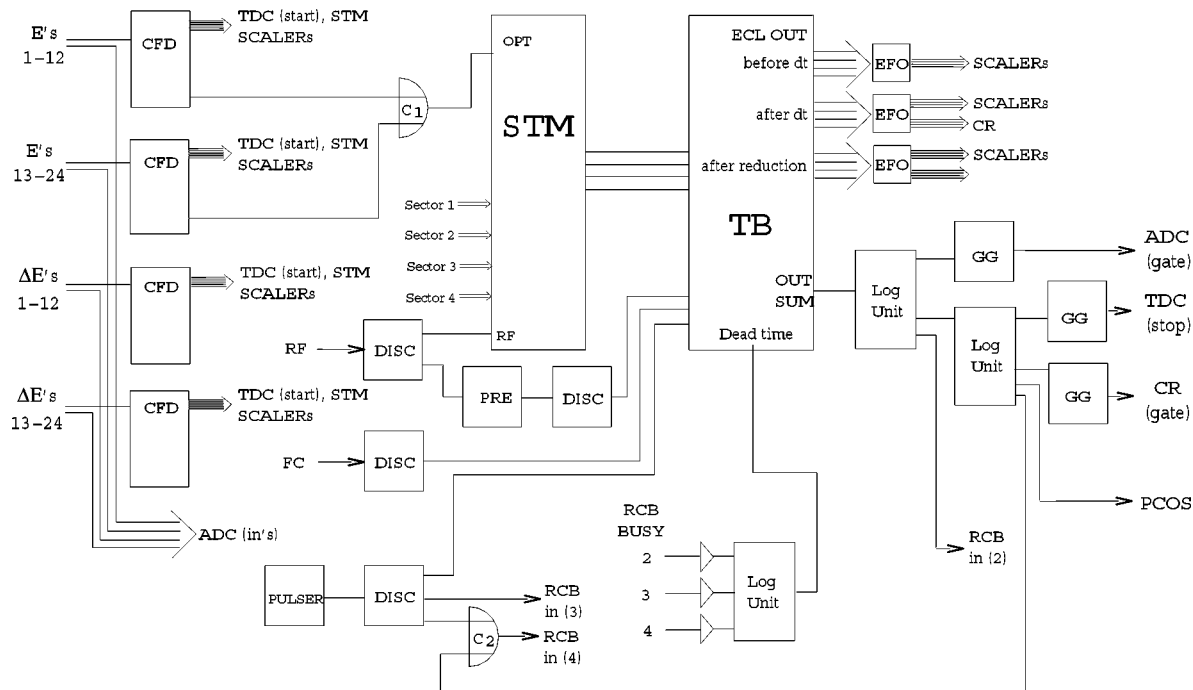 E's
1-12
CFD
TDC (start), STM
SCALERs
E's
13-24
CFD
TDC (start), STM
SCALERs
ΔE's
1-12
CFD
TDC (start), STM
SCALERs
ΔE's
13-24
CFD
TDC (start), STM
SCALERs
ADC (in's)
C1
OPT
STM
Sector 1
Sector 2
Sector 3
Sector 4
RF
RF
DISC
PRE
DISC
FC
DISC
PULSER
DISC
RCB
in (3)
C2
RCB
in (4)
ECL OUT
before dt
after dt
after reduction
TB
OUT
SUM
Dead time
EFO
SCALERs
EFO
SCALERs
CR
EFO
SCALERs
RCB
BUSY
2
3
4
Log
Unit
Log
Unit
GG
ADC
(gate)
Log
Unit
GG
TDC
(stop)
GG
CR
(gate)
PCOS
RCB
in (2)